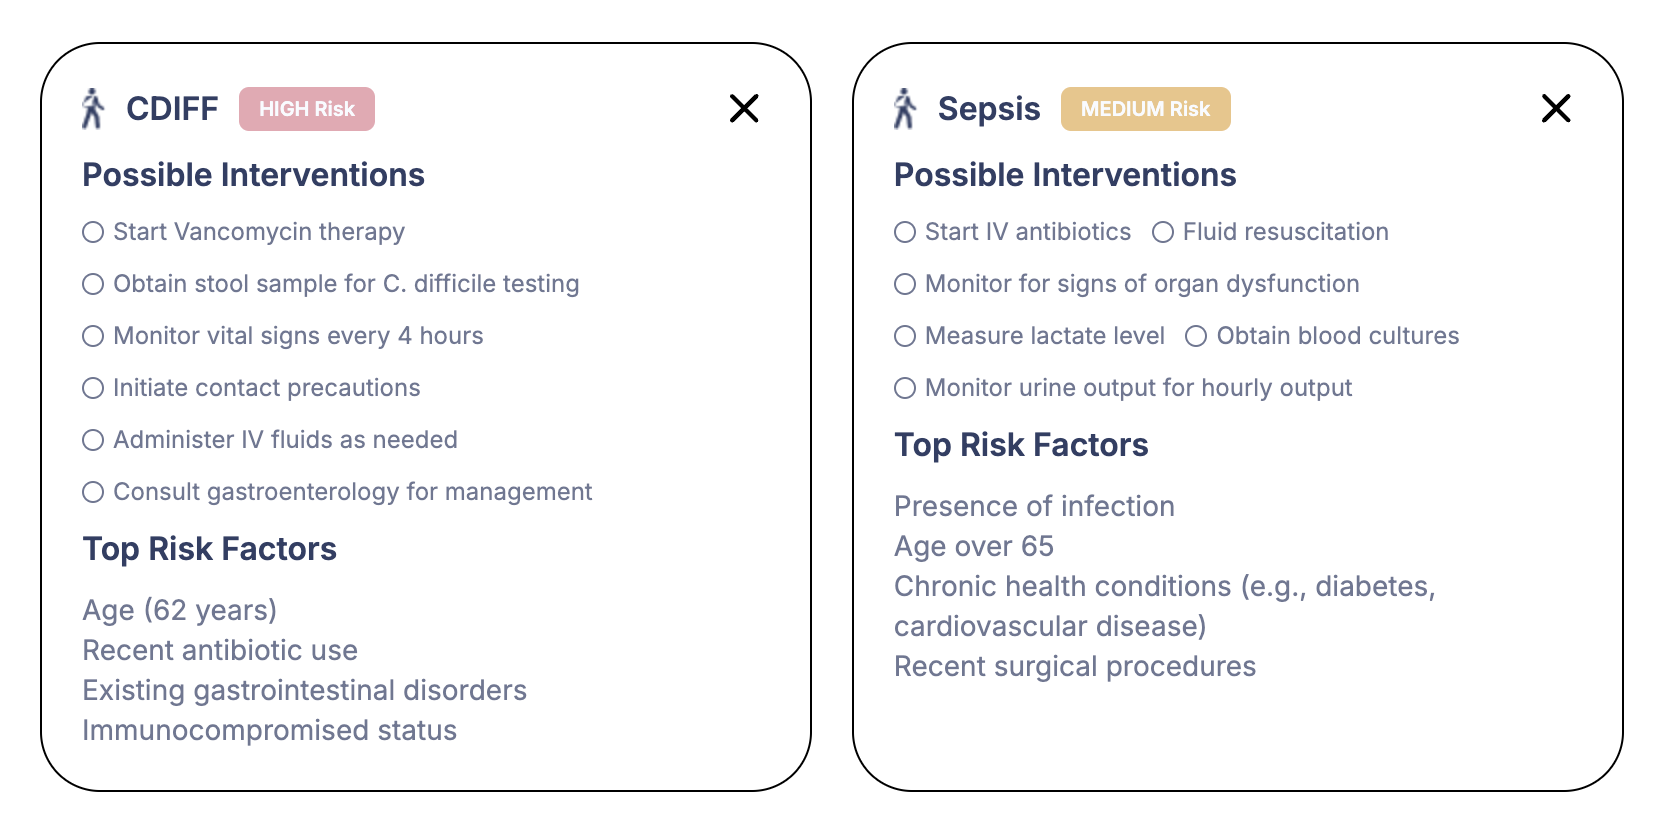 CDIFF HIGH Risk
Possible Interventions
Start Vancomycin therapy
Obtain stool sample for C. difficile testing
Monitor vital signs every 4 hours
Initiate contact precautions
Administer IV fluids as needed
Consult gastroenterology for management
Top Risk Factors
Age (62 years)
Recent antibiotic use
Existing gastrointestinal disorders
Immunocompromised status
Sepsis MEDIUM Risk
Possible Interventions
Start IV antibiotics Fluid resuscitation
Monitor for signs of organ dysfunction
Measure lactate level Obtain blood cultures
Monitor urine output for hourly output
Top Risk Factors
Presence of infection
Age over 65
Chronic health conditions (e.g., diabetes,
cardiovascular disease)
Recent surgical procedures